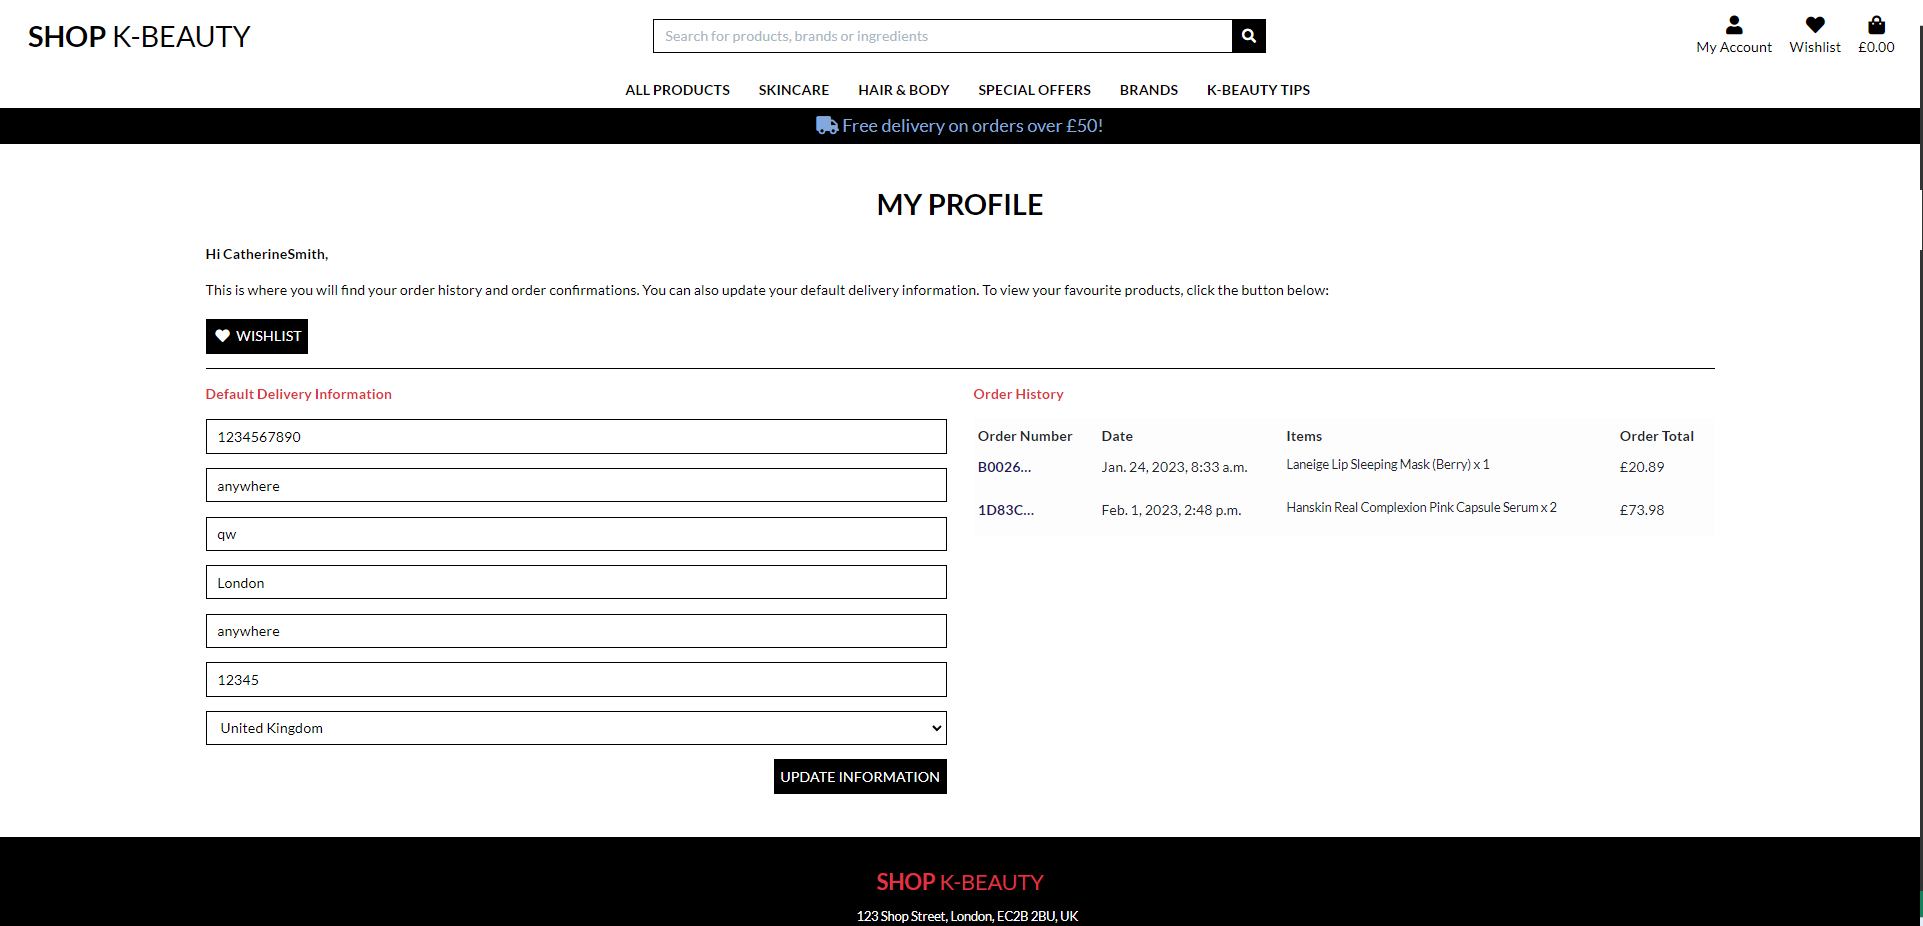 SHOP K-BEAUTY
Search for products, brands or ingredients
My Account
Wishlist
£0.00
ALL PRODUCTS SKINCARE HAIR & BODY SPECIAL OFFERS BRANDS K-BEAUTY TIPS
Free delivery on orders over £50!
MY PROFILE
Hi CatherineSmith,
This is where you will find your order history and order confirmations. You can also update your default delivery information. To view your favourite products, click the button below:
WISHLIST
Default Delivery Information
1234567890
anywhere
qw
London
anywhere
12345
United Kingdom
UPDATE INFORMATION
Order History
Order Number Date Items Order Total
B0026... Jan. 24, 2023, 8:33 a.m. Laneige Lip Sleeping Mask (Berry) x 1 £20.89
1D83C... Feb. 1, 2023, 2:48 p.m. Hanskin Real Complexion Pink Capsule Serum x 2 £73.98
SHOP K-BEAUTY
123 Shop Street, London, EC2B 2BU, UK